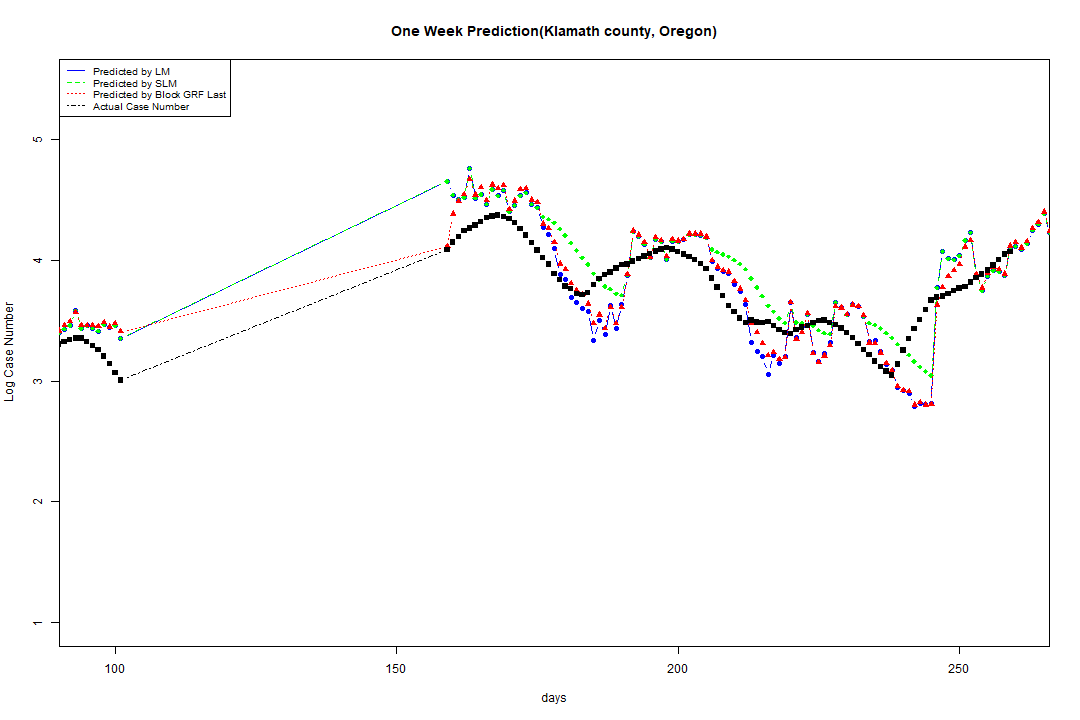 One Week Prediction(Klamath county, Oregon)
Predicted by LM
Predicted by SLM
Predicted by Block GRF Last
Actual Case Number
5
4
3
2
1
Log Case Number
100
150
200
250
days